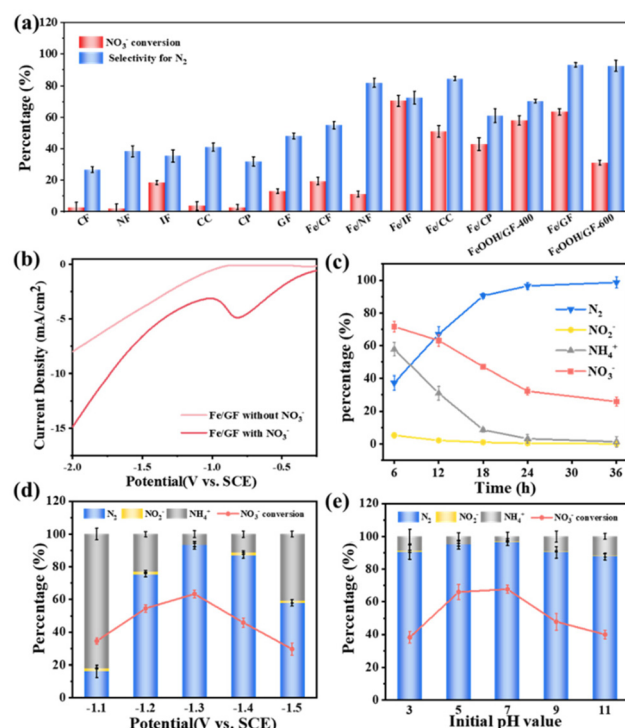 (a)
120
100
80
60
40
20
0
Percentage (%)
NO₃⁻ conversion
Selectivity for N₂
CF
NF
IF
CC
CP
GF
Fe/CF
Fe/NF
Fe/IF
Fe/CC
Fe/CP
FeOOH/GF-400
Fe/GF
FeOOH/GF-600
(b)
0
-5
-10
-15
Current Density (mA/cm²)
Fe/GF without NO₃⁻
Fe/GF with NO₃⁻
-2.0 -1.5 -1.0 -0.5
Potential(V vs. SCE)
(c)
100
80
60
40
20
0
percentage (%)
N₂
NO₂⁻
NH₄⁺
NO₃⁻
6 12 18 24 30 36
Time (h)
(d)
120
100
80
60
40
20
0
Percentage (%)
N₂ NO₂⁻ NH₄⁺ NO₃⁻ conversion
-1.1 -1.2 -1.3 -1.4 -1.5
Potential(V vs. SCE)
(e)
120
100
80
60
40
20
0
Percentage (%)
N₂ NO₂⁻ NH₄⁺ NO₃⁻ conversion
3 5 7 9 11
Initial pH value